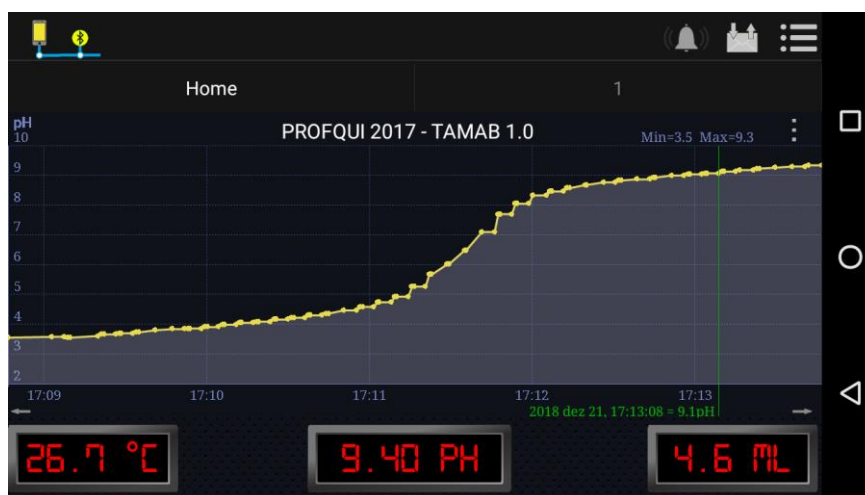 Home
1
pH
10
PROFQUI 2017 - TAMAB 1.0
Min=3.5 Max=9.3
9
8
7
6
5
4
3
2
17:09
17:10
17:11
17:12
17:13
2018 dez 21, 17:13:08 = 9.1pH
26.7 °C
9.40 PH
4.6 ML